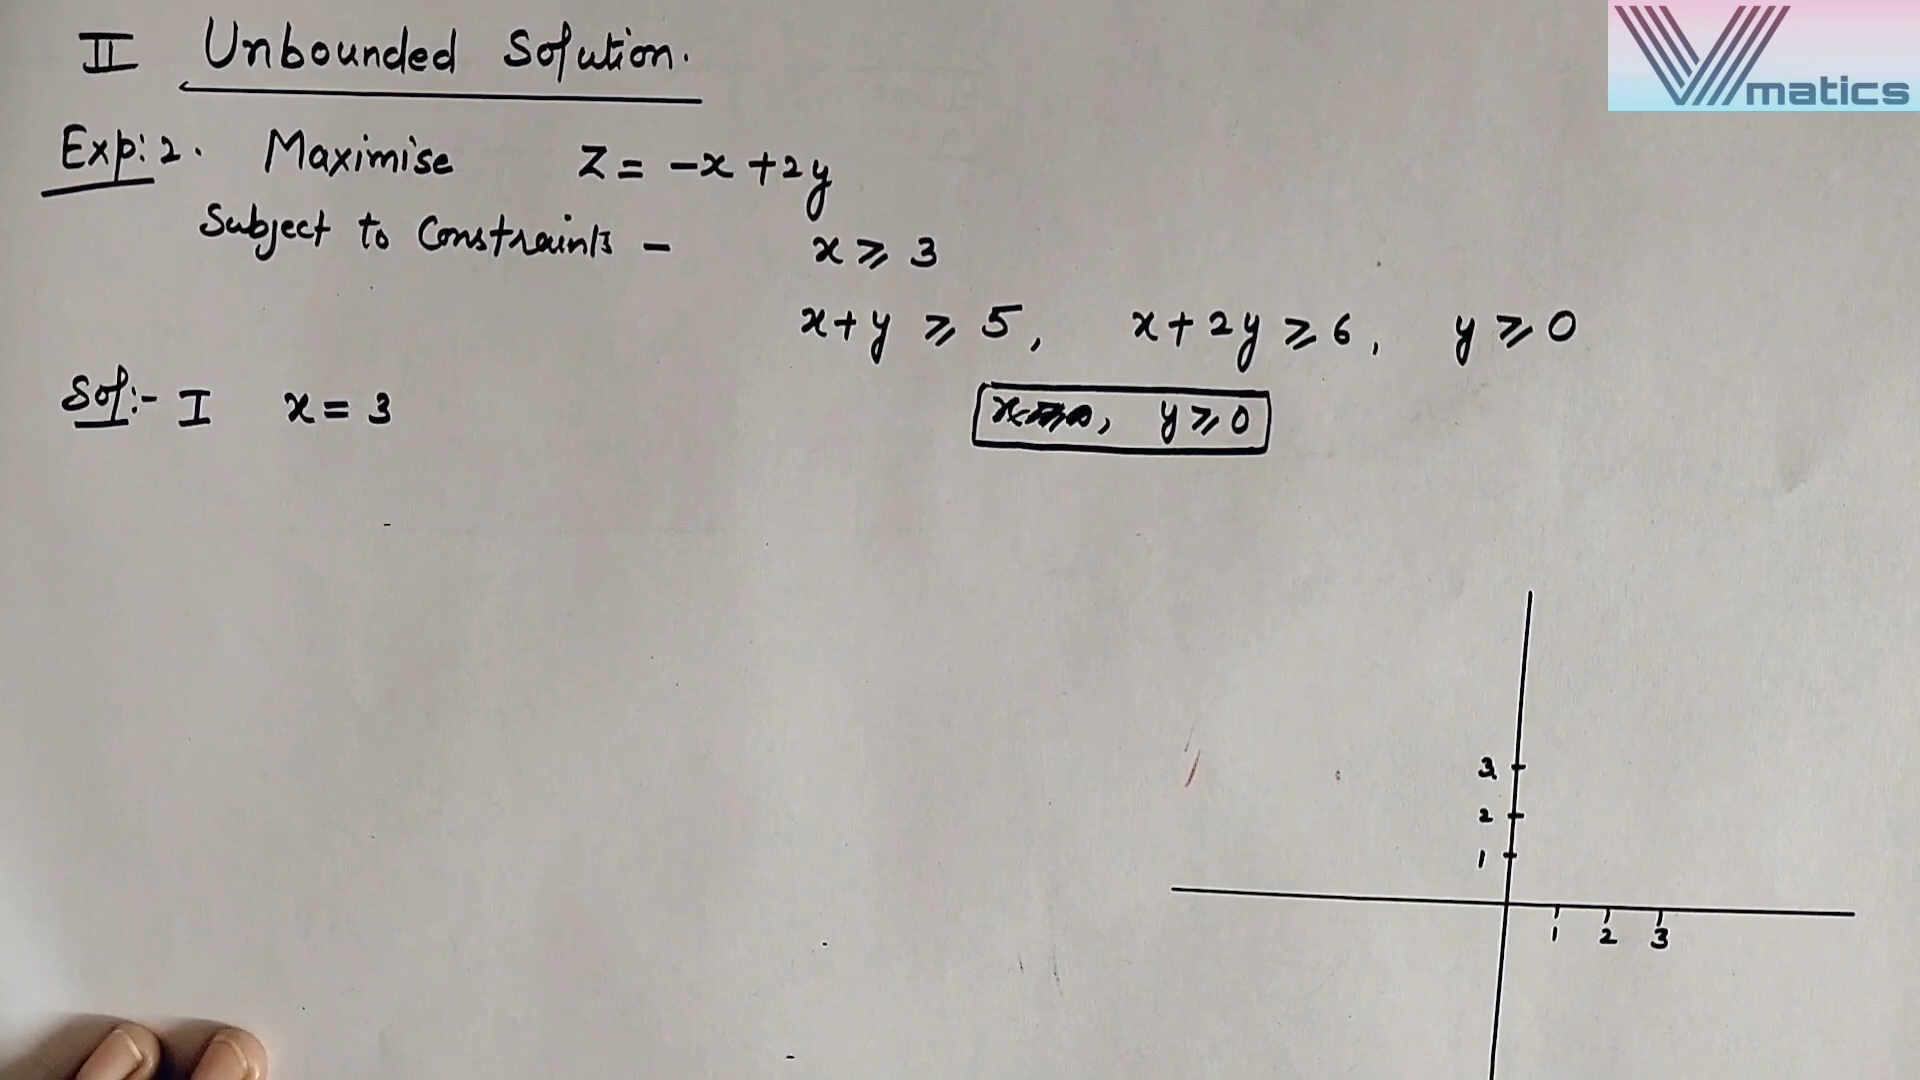 II Unbounded Solution.
Vmatics
Exp:2. Maximise Z = -x + 2y
Subject to Constraints - x ≥ 3
x + y ≥ 5, x + 2y ≥ 6, y ≥ 0
Sol:- I x = 3
, y ≥ 0
3
2
1
1 2 3